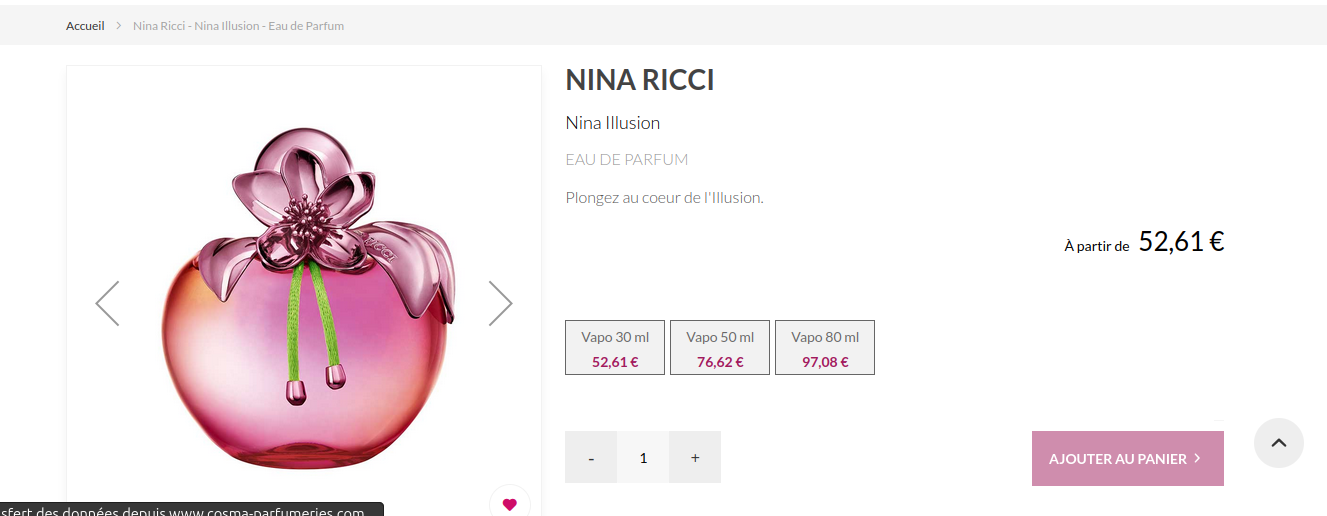 Accueil > Nina Ricci - Nina Illusion - Eau de Parfum
NINA RICCI
Nina Illusion
EAU DE PARFUM
Plongez au coeur de l'Illusion.
À partir de 52,61 €
RICCI
Vapo 30 ml Vapo 50 ml Vapo 80 ml
52,61 € 76,62 € 97,08 €
- 1 +
AJOUTER AU PANIER >
des données depuis www.cosma-parfumeries.com